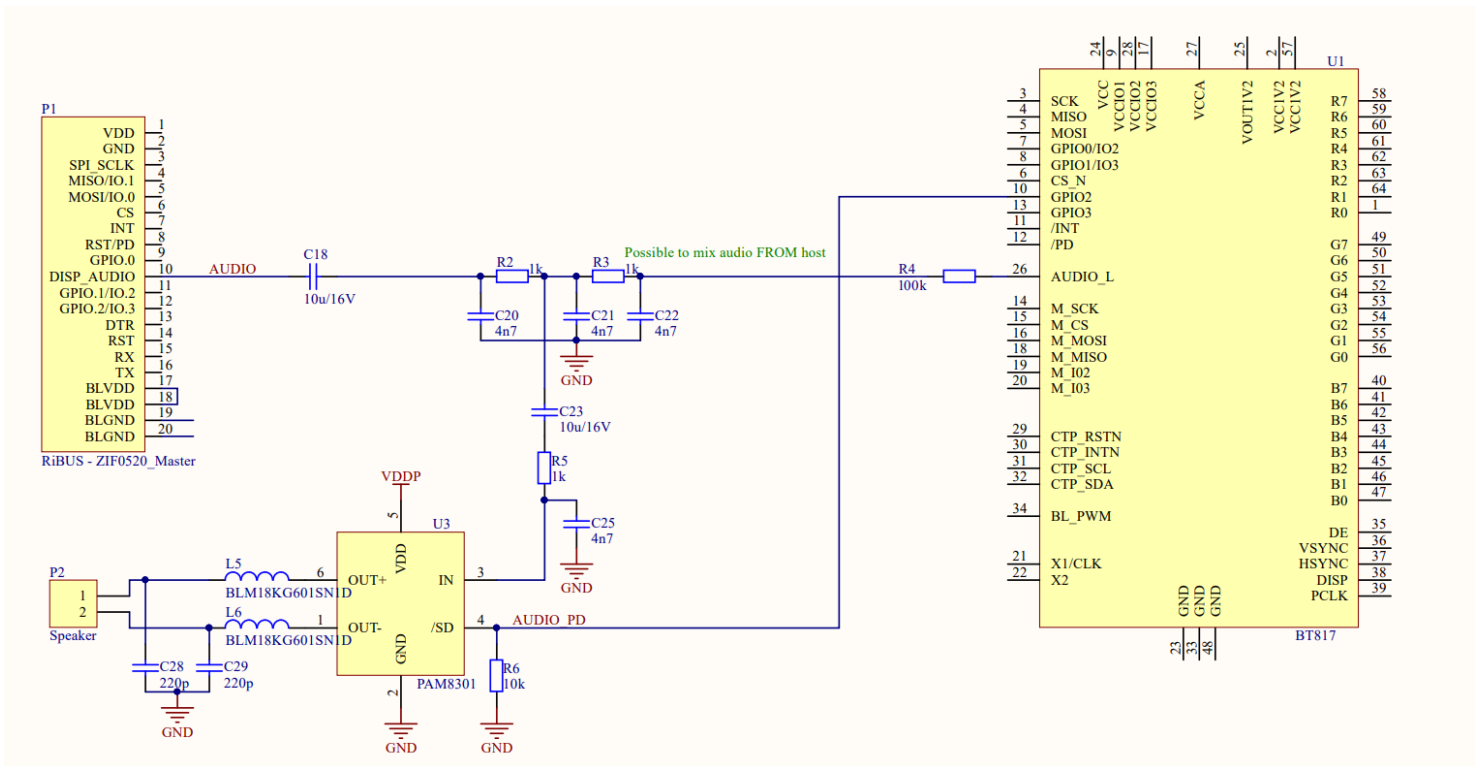 P1
VDD 1
GND 2
SPI_SCLK 3
MISO/IO.1 4
MOSI/IO.0 5
CS 6
INT 7
RST/PD 8
GPIO.0 9
DISP_AUDIO 10
GPIO.1/IO.2 11
GPIO.2/IO.3 12
DTR 13
RST 14
RX 15
TX 16
BLVDD 17
BLVDD 18
BLGND 19
BLGND 20
RiBUS - ZIF0520_Master
AUDIO
C18
10u/16V
R2
1k
R3
1k
Possible to mix audio FROM host
C20
4n7
C21
4n7
C22
4n7
GND
R4
100k
C23
10u/16V
R5
1k
C25
4n7
GND
VDDP
U3
5
VDD
6 OUT+
1 OUT-
IN 3
/SD 4
GND
2
PAM8301
GND
AUDIO_PD
R6
10k
GND
P2
1
2
Speaker
L5
BLM18KG601SN1D
L6
BLM18KG601SN1D
C28
220p
C29
220p
GND
U1
24 VCC
9 VCCIO1
28 VCCIO2
17 VCCIO3
27 VCCA
25 VOUT1V2
2 VCC1V2
57 VCC1V2
3 SCK
4 MISO
5 MOSI
7 GPIO0/IO2
8 GPIO1/IO3
6 CS_N
10 GPIO2
13 GPIO3
11 /INT
12 /PD
26 AUDIO_L
14 M_SCK
15 M_CS
16 M_MOSI
18 M_MISO
19 M_I02
20 M_I03
29 CTP_RSTN
30 CTP_INTN
31 CTP_SCL
32 CTP_SDA
34 BL_PWM
21 X1/CLK
22 X2
R7 58
R6 59
R5 60
R4 61
R3 62
R2 63
R1 64
R0 1
G7 49
G6 50
G5 51
G4 52
G3 53
G2 54
G1 55
G0 56
B7 40
B6 41
B5 42
B4 43
B3 44
B2 45
B1 46
B0 47
DE 35
VSYNC 36
HSYNC 37
DISP 38
PCLK 39
GND 23
GND 33
GND 48
BT817